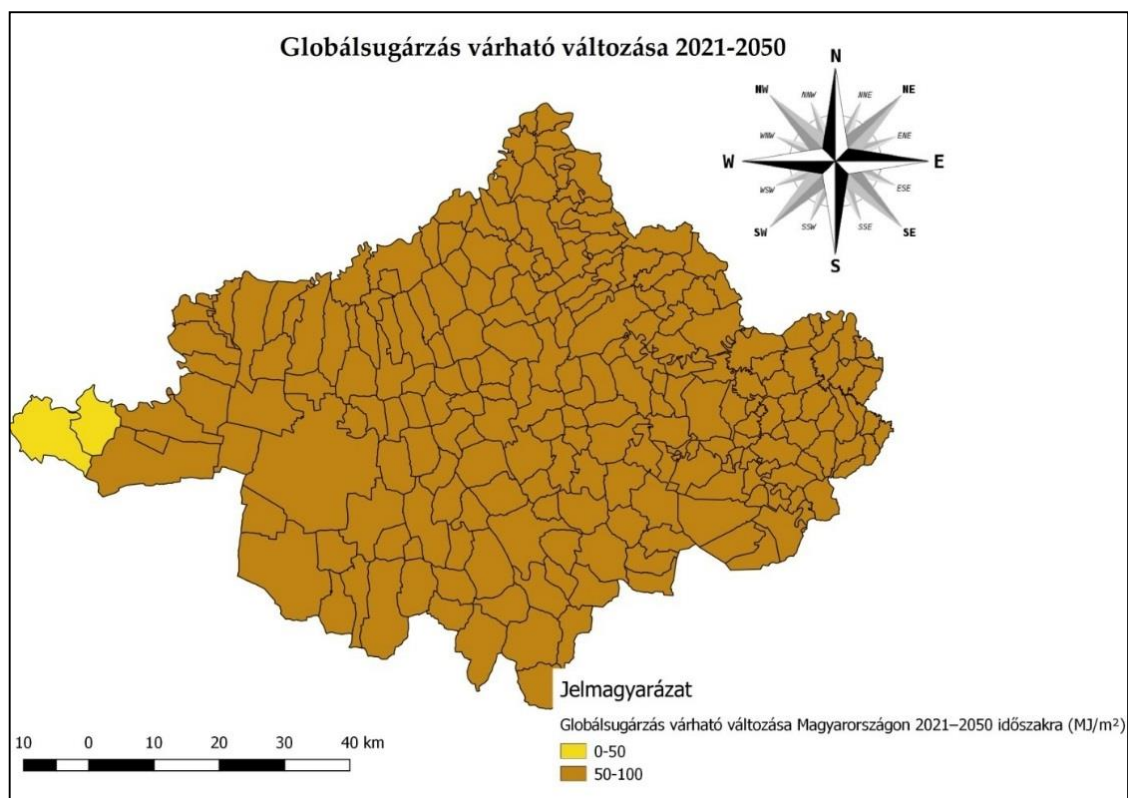 Globálsugárzás várható változása 2021-2050
N
NNW
NNE
NW
NE
WNW
ENE
W
E
WSW
ESE
SW
SSW
SSE
SE
S
Jelmagyarázat
Globálsugárzás várható változása Magyarországon 2021–2050 időszakra (MJ/m²)
0-50
50-100
10 0 10 20 30 40 km